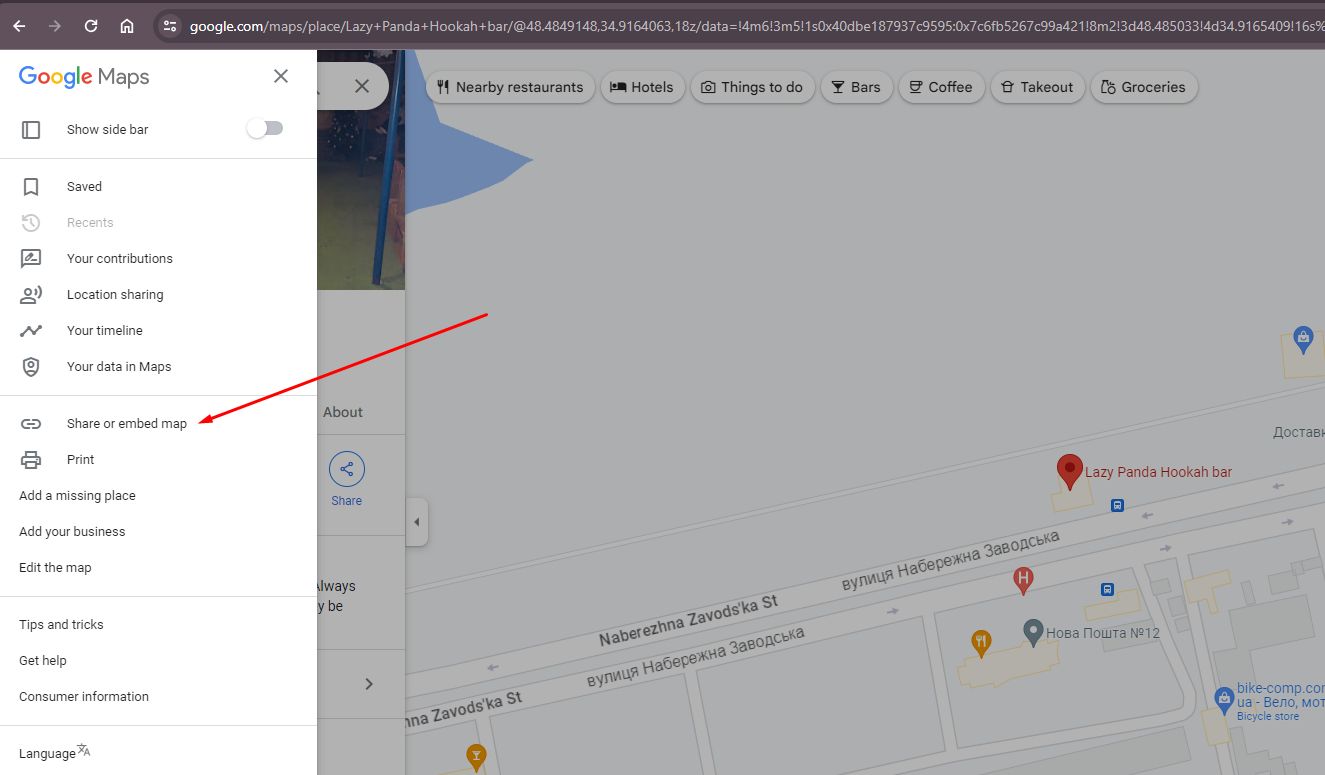 google.com/maps/place/Lazy+Panda+Hookah+bar/@48.4849148,34.9164063,18z/data=!4m6!3m5!1s0x40dbe187937c9595:0x7c6fb5267c99a421!8m2!3d48.485033!4d34.9165409!16s%
Google Maps
Show side bar
Saved
Recents
Your contributions
Location sharing
Your timeline
Your data in Maps
Share or embed map
Print
Add a missing place
Add your business
Edit the map
Tips and tricks
Get help
Consumer information
Language
About
Share
Always
y be
Nearby restaurants
Hotels
Things to do
Bars
Coffee
Takeout
Groceries
Доставк
Lazy Panda Hookah bar
вулиця Набережна Заводська
Naberezhna Zavods'ka St
H
вулиця Набережна Заводська
Нова Пошта №12
na Zavods'ka St
bike-comp.com
ua - Вело, мот
Bicycle store